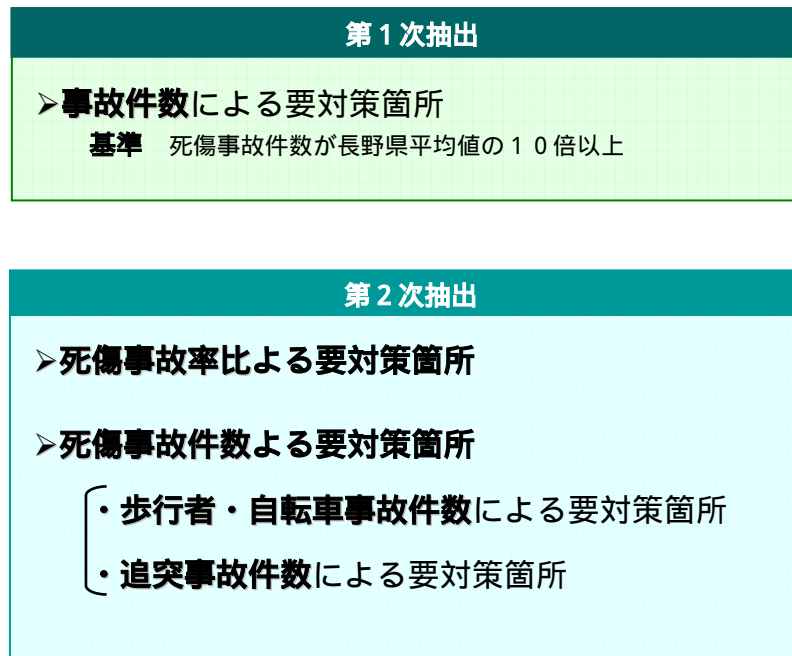 第1次抽出
➢事故件数による要対策箇所
基準　死傷事故件数が長野県平均値の１０倍以上
第2次抽出
➢死傷事故率比よる要対策箇所
➢死傷事故件数よる要対策箇所
・歩行者・自転車事故件数による要対策箇所
・追突事故件数による要対策箇所